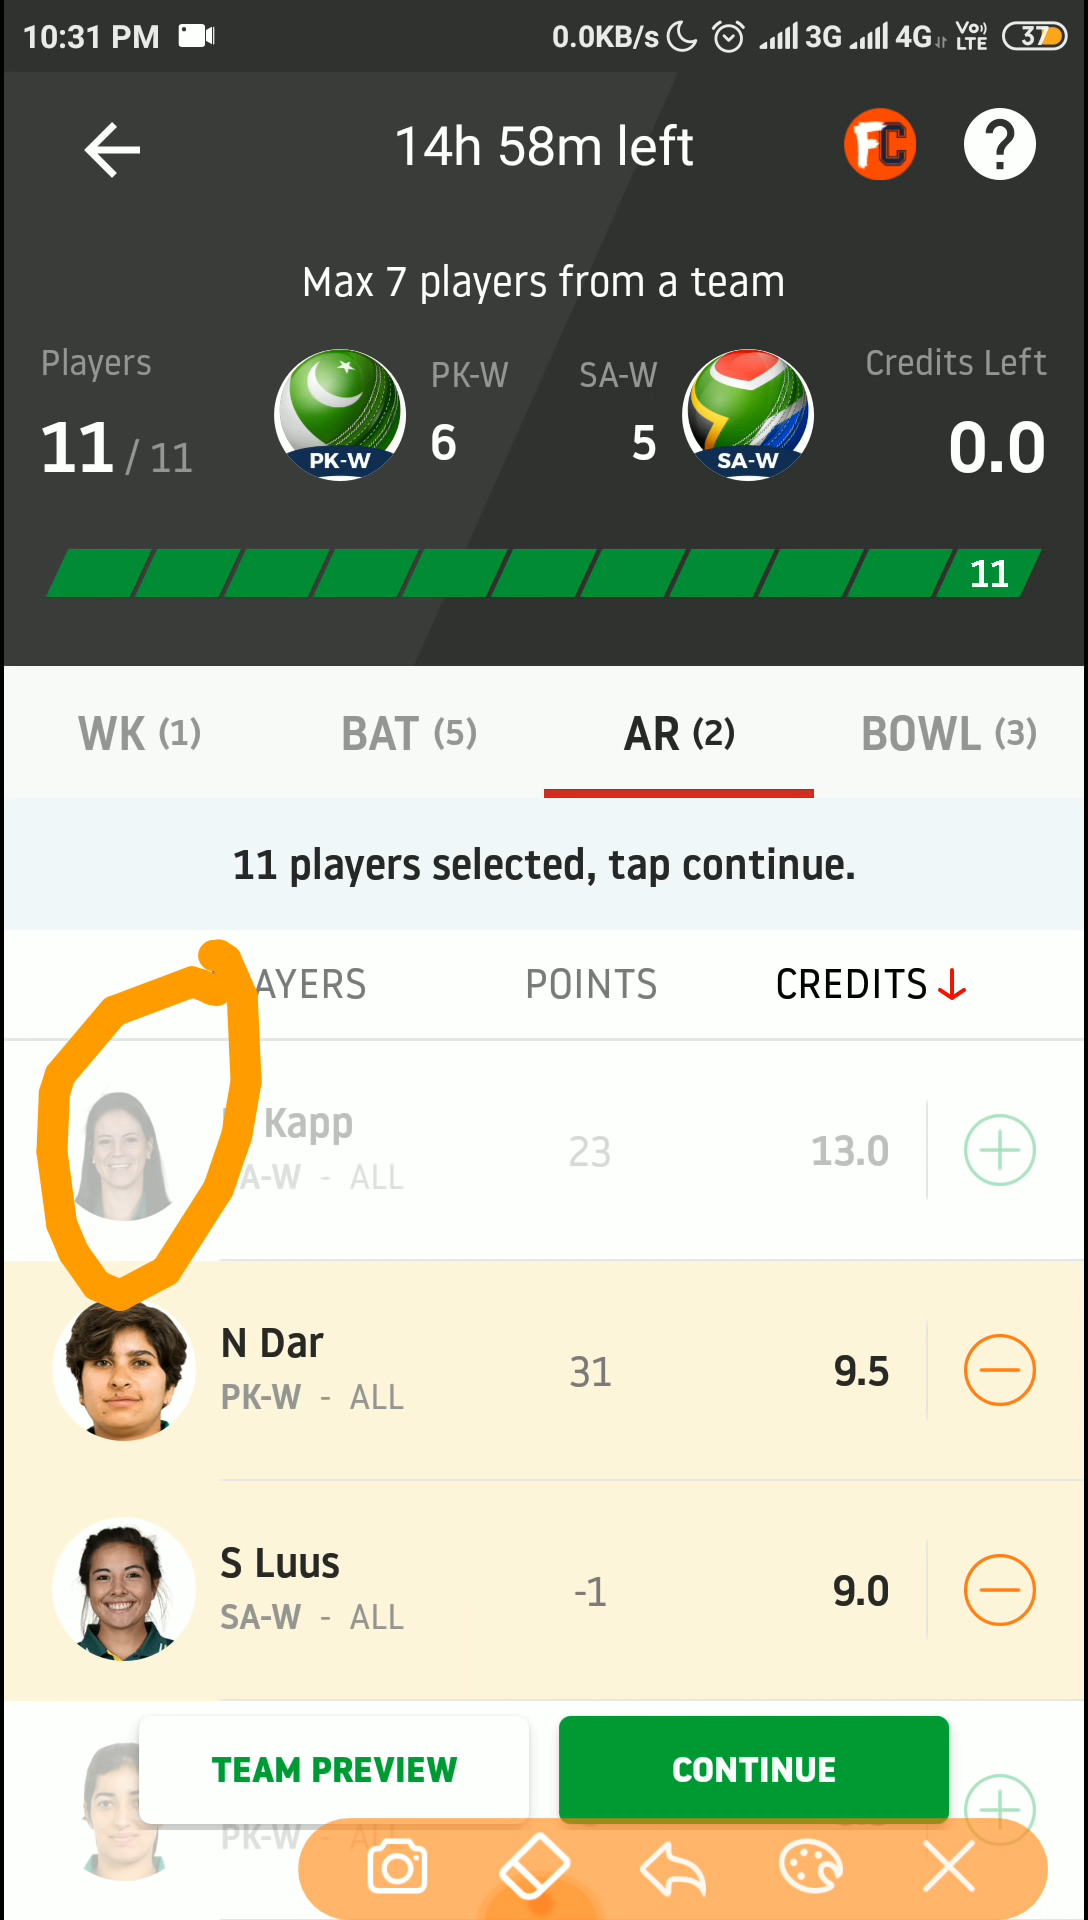 10:31 PM 0.0KB/s 3G 4G Vo)) LTE 37
14h 58m left FC ?
Max 7 players from a team
Players PK-W SA-W Credits Left
11 / 11 PK-W 6 5 SA-W 0.0
11
WK (1) BAT (5) AR (2) BOWL (3)
11 players selected, tap continue.
AYERS POINTS CREDITS
Kapp 23 13.0
A-W - ALL
N Dar 31 9.5
PK-W - ALL
S Luus -1 9.0
SA-W - ALL
TEAM PREVIEW CONTINUE
PK-W - ALL